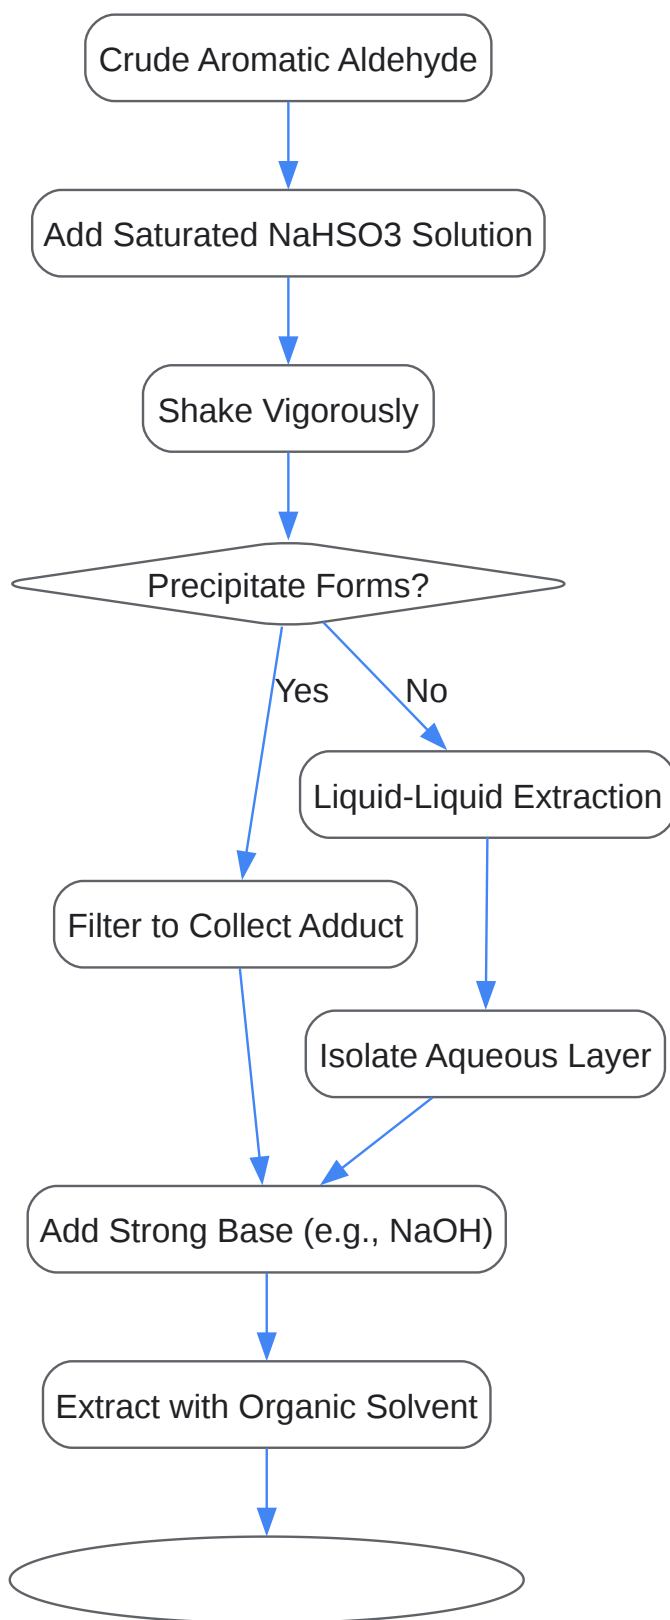 Crude Aromatic Aldehyde
Add Saturated NaHSO3 Solution
Shake Vigorously
Precipitate Forms?
Yes
No
Liquid-Liquid Extraction
Filter to Collect Adduct
Isolate Aqueous Layer
Add Strong Base (e.g., NaOH)
Extract with Organic Solvent